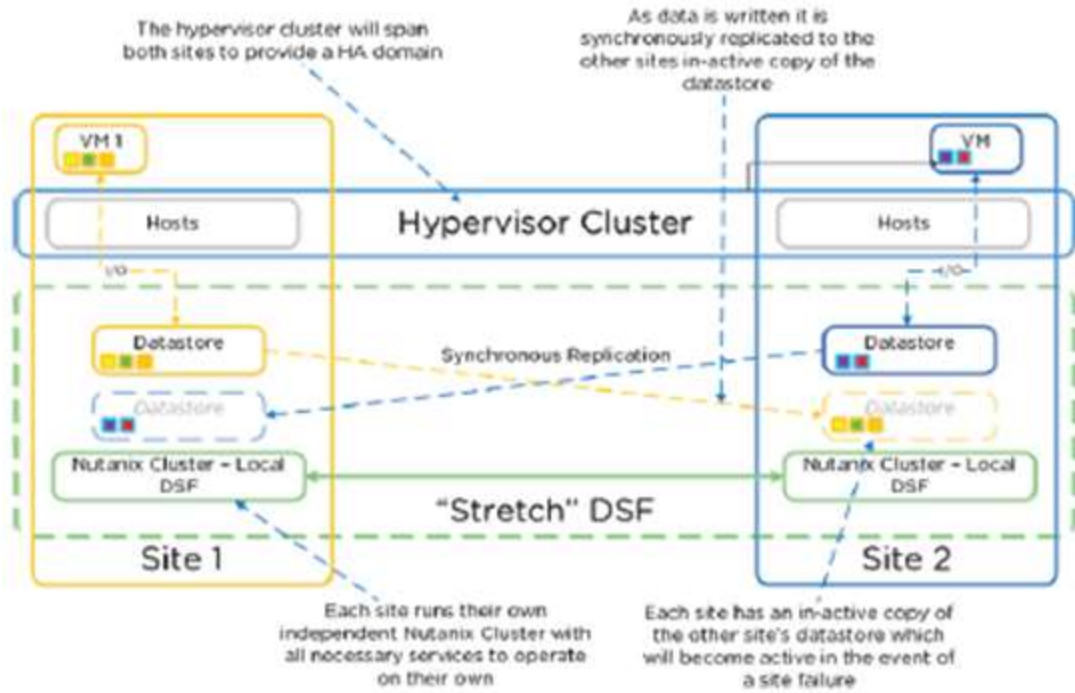 The hypervisor cluster will span
both sites to provide a HA domain
As data is written it is
synchronously replicated to the
other sites in-active copy of the
datastore
VM 1
VM
Hosts
Hypervisor Cluster
Hosts
I/O
I/O
Datastore
Synchronous Replication
Datastore
Datastore
Datastore
Nutanix Cluster – Local
DSF
Nutanix Cluster – Local
DSF
“Stretch” DSF
Site 1
Site 2
Each site runs their own
independent Nutanix Cluster with
all necessary services to operate
on their own
Each site has an in-active copy of
the other site's datastore which
will become active in the event of
a site failure